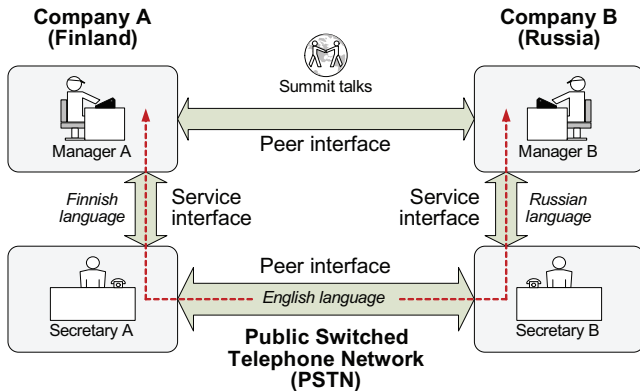 Company A
(Finland)
Company B
(Russia)
Summit talks
Manager A
Peer interface
Manager B
Finnish
language
Service
interface
Service
interface
Russian
language
Peer interface
English language
Secretary A
Secretary B
Public Switched
Telephone Network
(PSTN)